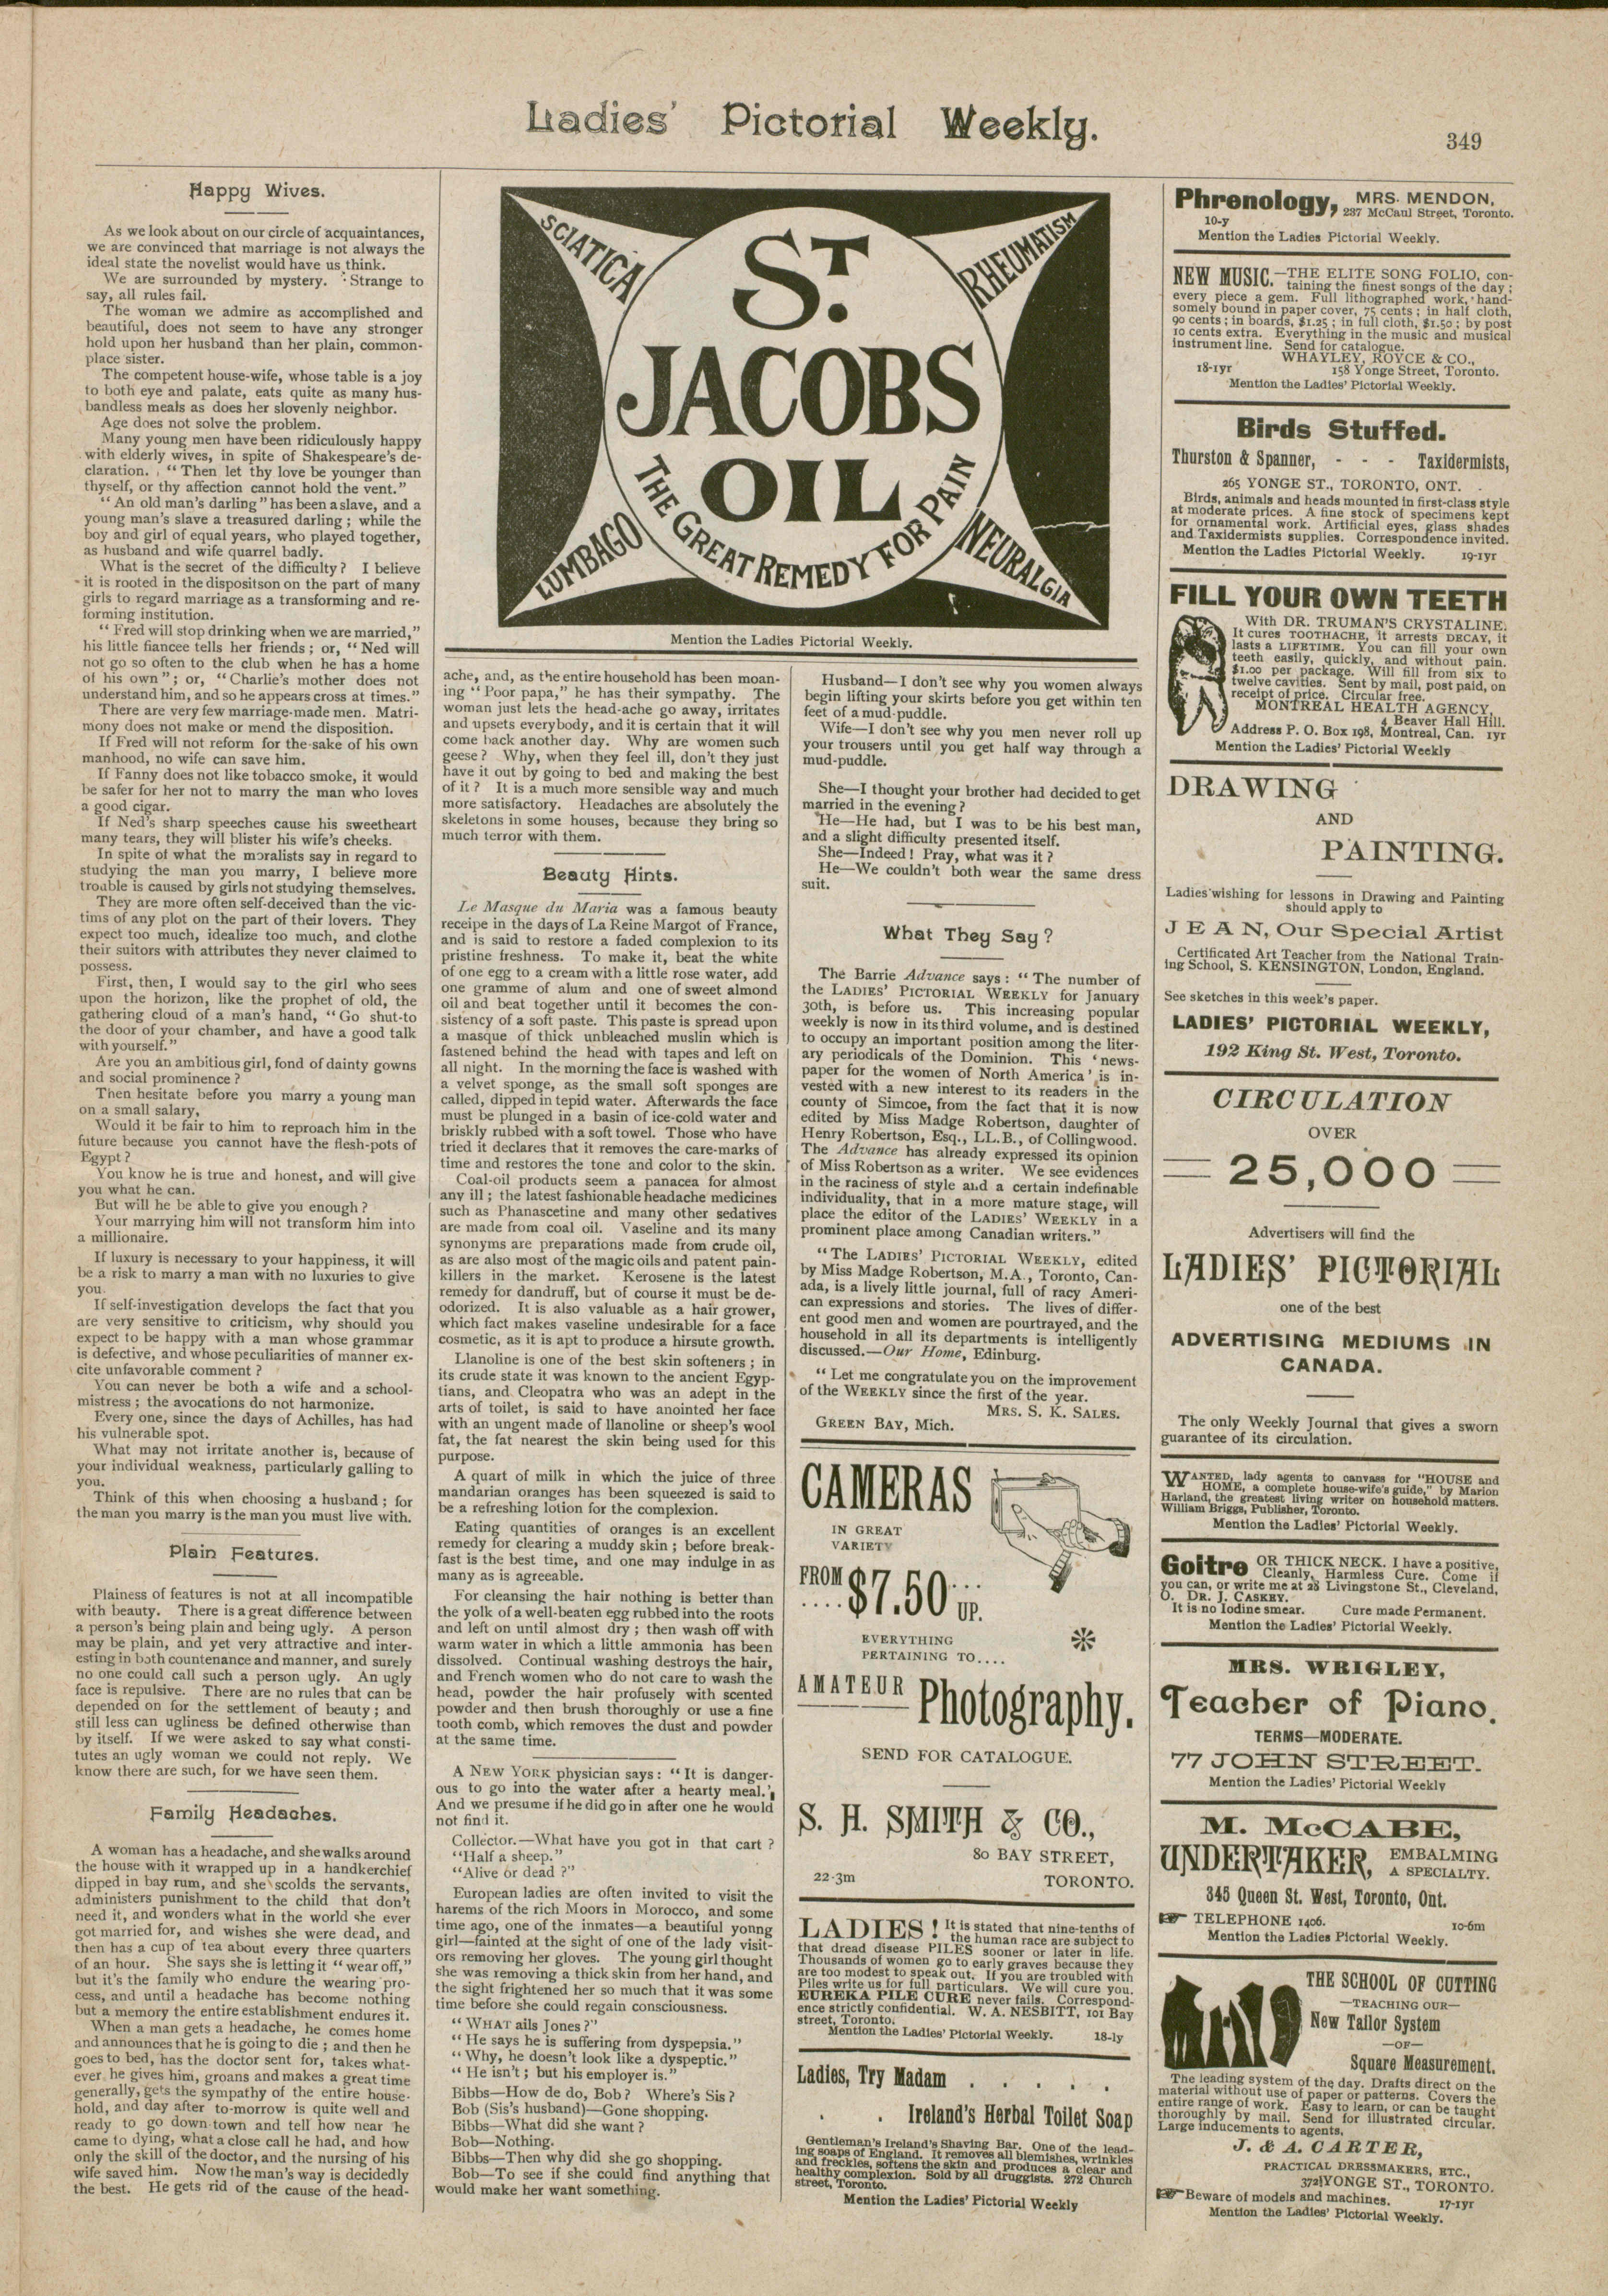 Ladies' Pictorial Weekly.
349
Happy Wives.
As we look about on our circle of acquaintances,
we are convinced that marriage is not always the
ideal state the novelist would have us think.
We are surrounded by mystery. Strange to
say, all rules fail.
The woman we admire as accomplished and
beautiful, does not seem to have any stronger
hold upon her husband than her plain, common-
place sister.
The competent house-wife, whose table is a joy
to both eye and palate, eats quite as many hus-
bandless meals as does her slovenly neighbor.
Age does not solve the problem.
Many young men have been ridiculously happy
with elderly wives, in spite of Shakespeare's de-
claration. "Then let thy love be younger than
thyself, or thy affection cannot hold the vent."
"An old man's darling" has been a slave, and a
young man's slave a treasured darling; while the
boy and girl of equal years, who played together,
as husband and wife quarrel badly.
What is the secret of the difficulty? I believe
it is rooted in the dispositson on the part of many
girls to regard marriage as a transforming and re-
forming institution.
"Fred will stop drinking when we are married,"
his little fiancee tells her friends; or, "Ned will
not go so often to the club when he has a home
of his own"; or, "Charlie's mother does not
understand him, and so he appears cross at times."
There are very few marriage-made men. Matri-
mony does not make or mend the disposition.
If Fred will not reform for the sake of his own
manhood, no wife can save him.
If Fanny does not like tobacco smoke, it would
be safer for her not to marry the man who loves
a good cigar.
If Ned's sharp speeches cause his sweetheart
many tears, they will blister his wife's cheeks.
In spite of what the moralists say in regard to
studying the man you marry, I believe more
trouble is caused by girls not studying themselves.
They are more often self-deceived than the vic-
tims of any plot on the part of their lovers. They
expect too much, idealize too much, and clothe
their suitors with attributes they never claimed to
possess.
First, then, I would say to the girl who sees
upon the horizon, like the prophet of old, the
gathering cloud of a man's hand, "Go shut-to
the door of your chamber, and have a good talk
with yourself."
Are you an ambitious girl, fond of dainty gowns
and social prominence?
Then hesitate before you marry a young man
on a small salary,
Would it be fair to him to reproach him in the
future because you cannot have the flesh-pots of
Egypt?
You know he is true and honest, and will give
you what he can.
But will he be able to give you enough?
Your marrying him will not transform him into
a millionaire.
If luxury is necessary to your happiness, it will
be a risk to marry a man with no luxuries to give
you.
If self-investigation develops the fact that you
are very sensitive to criticism, why should you
expect to be happy with a man whose grammar
is defective, and whose peculiarities of manner ex-
cite unfavorable comment?
You can never be both a wife and a school-
mistress; the avocations do not harmonize.
Every one, since the days of Achilles, has had
his vulnerable spot.
What may not irritate another is, because of
your individual weakness, particularly galling to
you.
Think of this when choosing a husband; for
the man you marry is the man you must live with.
Plain Features.
Plainess of features is not at all incompatible
with beauty. There is a great difference between
a person's being plain and being ugly. A person
may be plain, and yet very attractive and inter-
esting in both countenance and manner, and surely
no one could call such a person ugly. An ugly
face is repulsive. There are no rules that can be
depended on for the settlement of beauty; and
still less can ugliness be defined otherwise than
by itself. If we were asked to say what consti-
tutes an ugly woman we could not reply. We
know there are such, for we have seen them.
Family Headaches.
A woman has a headache, and she walks around
the house with it wrapped up in a handkerchief
dipped in bay rum, and she scolds the servants,
administers punishment to the child that don't
need it, and wonders what in the world she ever
got married for, and wishes she were dead, and
then has a cup of tea about every three quarters
of an hour. She says she is letting it "wear off,"
but it's the family who endure the wearing pro-
cess, and until a headache has become nothing
but a memory the entire establishment endures it.
When a man gets a headache, he comes home
and announces that he is going to die; and then he
goes to bed, has the doctor sent for, takes what-
ever he gives him, groans and makes a great time
generally, gets the sympathy of the entire house-
hold, and day after to-morrow is quite well and
ready to go down town and tell how near he
came to dying, what a close call he had, and how
only the skill of the doctor, and the nursing of his
wife saved him. Now the man's way is decidedly
the best. He gets rid of the cause of the head-
SCIATICA
RHEUMATISM
ST.
JACOBS
OIL
THE GREAT REMEDY FOR PAIN
LUMBAGO
NEURALGIA
Mention the Ladies Pictorial Weekly.
ache, and, as the entire household has been moan-
ing "Poor papa," he has their sympathy. The
woman just lets the head-ache go away, irritates
and upsets everybody, and it is certain that it will
come back another day. Why are women such
geese? Why, when they feel ill, don't they just
have it out by going to bed and making the best
of it? It is a much more sensible way and much
more satisfactory. Headaches are absolutely the
skeletons in some houses, because they bring so
much terror with them.
Beauty Hints.
Le Masque du Maria was a famous beauty
receipe in the days of La Reine Margot of France,
and is said to restore a faded complexion to its
pristine freshness. To make it, beat the white
of one egg to a cream with a little rose water, add
one gramme of alum and one of sweet almond
oil and beat together until it becomes the con-
sistency of a soft paste. This paste is spread upon
a masque of thick unbleached muslin which is
fastened behind the head with tapes and left on
all night. In the morning the face is washed with
a velvet sponge, as the small soft sponges are
called, dipped in tepid water. Afterwards the face
must be plunged in a basin of ice-cold water and
briskly rubbed with a soft towel. Those who have
tried it declares that it removes the care-marks of
time and restores the tone and color to the skin.
Coal-oil products seem a panacea for almost
any ill; the latest fashionable headache medicines
such as Phanascetine and many other sedatives
are made from coal oil. Vaseline and its many
synonyms are preparations made from crude oil,
as are also most of the magic oils and patent pain-
killers in the market. Kerosene is the latest
remedy for dandruff, but of course it must be de-
odorized. It is also valuable as a hair grower,
which fact makes vaseline undesirable for a face
cosmetic, as it is apt to produce a hirsute growth.
Llanoline is one of the best skin softeners; in
its crude state it was known to the ancient Egyp-
tians, and Cleopatra who was an adept in the
arts of toilet, is said to have anointed her face
with an ungent made of llanoline or sheep's wool
fat, the fat nearest the skin being used for this
purpose.
A quart of milk in which the juice of three
mandarian oranges has been squeezed is said to
be a refreshing lotion for the complexion.
Eating quantities of oranges is an excellent
remedy for clearing a muddy skin; before break-
fast is the best time, and one may indulge in as
many as is agreeable.
For cleansing the hair nothing is better than
the yolk of a well-beaten egg rubbed into the roots
and left on until almost dry; then wash off with
warm water in which a little ammonia has been
dissolved. Continual washing destroys the hair,
and French women who do not care to wash the
head, powder the hair profusely with scented
powder and then brush thoroughly or use a fine
tooth comb, which removes the dust and powder
at the same time.
A NEW YORK physician says: "It is danger-
ous to go into the water after a hearty meal.'
And we presume if he did go in after one he would
not find it.
Collector.—What have you got in that cart?
"Half a sheep."
"Alive or dead?"
European ladies are often invited to visit the
harems of the rich Moors in Morocco, and some
time ago, one of the inmates—a beautiful yonng
girl—fainted at the sight of one of the lady visit-
ors removing her gloves. The young girl thought
she was removing a thick skin from her hand, and
the sight frightened her so much that it was some
time before she could regain consciousness.
"WHAT ails Jones?"
"He says he is suffering from dyspepsia."
"Why, he doesn't look like a dyspeptic."
"He isn't; but his employer is."
Bibbs—How de do, Bob? Where's Sis?
Bob (Sis's husband)—Gone shopping.
Bibbs—What did she want?
Bob—Nothing.
Bibbs—Then why did she go shopping.
Bob—To see if she could find anything that
would make her want something.
Husband—I don't see why you women always
begin lifting your skirts before you get within ten
feet of a mud-puddle.
Wife—I don't see why you men never roll up
your trousers until you get half way through a
mud-puddle.
She—I thought your brother had decided to get
married in the evening?
He—He had, but I was to be his best man,
and a slight difficulty presented itself.
She—Indeed! Pray, what was it?
He—We couldn't both wear the same dress
suit.
What They Say?
The Barrie Advance says: "The number of
the LADIES' PICTORIAL WEEKLY for January
30th, is before us. This increasing popular
weekly is now in its third volume, and is destined
to occupy an important position among the liter-
ary periodicals of the Dominion. This 'news-
paper for the women of North America' is in-
vested with a new interest to its readers in the
county of Simcoe, from the fact that it is now
edited by Miss Madge Robertson, daughter of
Henry Robertson, Esq., LL.B., of Collingwood.
The Advance has already expressed its opinion
of Miss Robertson as a writer. We see evidences
in the raciness of style and a certain indefinable
individuality, that in a more mature stage, will
place the editor of the LADIES' WEEKLY in a
prominent place among Canadian writers."
"The LADIES' PICTORIAL WEEKLY, edited
by Miss Madge Robertson, M.A., Toronto, Can-
ada, is a lively little journal, full of racy Ameri-
can expressions and stories. The lives of differ-
ent good men and women are pourtrayed, and the
household in all its departments is intelligently
discussed.—Our Home, Edinburg.
"Let me congratulate you on the improvement
of the WEEKLY since the first of the year.
MRS. S. K. SALES.
GREEN BAY, Mich.
CAMERAS
IN GREAT
VARIETY
FROM
.... $7.50 ... UP.
EVERYTHING
PERTAINING TO....
AMATEUR
Photography.
SEND FOR CATALOGUE.
S. H. SMITH & CO.,
80 BAY STREET,
22-3m TORONTO.
LADIES! It is stated that nine-tenths of
the human race are subject to
that dread disease PILES sooner or later in life.
Thousands of women go to early graves because they
are too modest to speak out. If you are troubled with
Piles write us for full particulars. We will cure you.
EUREKA PILE CURE never fails. Correspond-
ence strictly confidential. W. A. NESBITT, 101 Bay
street, Toronto.
Mention the Ladies' Pictorial Weekly. 18-ly
Ladies, Try Madam . . . . .
. . Ireland's Herbal Toilet Soap
Gentleman's Ireland's Shaving Bar. One of the lead-
ing soaps of England. It removes all blemishes, wrinkles
and freckles, softens the skin and produces a clear and
healthy complexion. Sold by all druggists. 272 Church
street, Toronto.
Mention the Ladies' Pictorial Weekly
Phrenology, MRS. MENDON,
237 McCaul Street, Toronto.
10-y
Mention the Ladies Pictorial Weekly.
NEW MUSIC.—THE ELITE SONG FOLIO, con-
taining the finest songs of the day;
every piece a gem. Full lithographed work, hand-
somely bound in paper cover, 75 cents; in half cloth,
90 cents; in boards, $1.25; in full cloth, $1.50; by post
10 cents extra. Everything in the music and musical
instrument line. Send for catalogue.
WHAYLEY, ROYCE & CO.,
18-1yr 158 Yonge Street, Toronto.
Mention the Ladies' Pictorial Weekly.
Birds Stuffed.
Thurston & Spanner, - - - Taxidermists,
265 YONGE ST., TORONTO, ONT.
Birds, animals and heads mounted in first-class style
at moderate prices. A fine stock of specimens kept
for ornamental work. Artificial eyes, glass shades
and Taxidermists supplies. Correspondence invited.
Mention the Ladies Pictorial Weekly. 19-1yr
FILL YOUR OWN TEETH
With DR. TRUMAN'S CRYSTALINE.
It cures TOOTHACHE, it arrests DECAY, it
lasts a LIFETIME. You can fill your own
teeth easily, quickly, and without pain.
$1.00 per package. Will fill from six to
twelve cavities. Sent by mail, post paid, on
receipt of price. Circular free.
MONTREAL HEALTH AGENCY,
4 Beaver Hall Hill.
Address P. O. Box 198, Montreal, Can. 1yr
Mention the Ladies' Pictorial Weekly
DRAWING
AND
PAINTING.
Ladies wishing for lessons in Drawing and Painting
should apply to
JEAN, Our Special Artist
Certificated Art Teacher from the National Train-
ing School, S. KENSINGTON, London, England.
See sketches in this week's paper.
LADIES' PICTORIAL WEEKLY,
192 King St. West, Toronto.
CIRCULATION
OVER
25,000
Advertisers will find the
LADIES' PICTORIAL
one of the best
ADVERTISING MEDIUMS IN
CANADA.
The only Weekly Journal that gives a sworn
guarantee of its circulation.
WANTED, lady agents to canvass for "HOUSE and
HOME, a complete house-wife's guide," by Marion
Harland, the greatest living writer on household matters.
William Briggs, Publisher, Toronto.
Mention the Ladies' Pictorial Weekly.
Goitre OR THICK NECK. I have a positive,
Cleanly, Harmless Cure. Come if
you can, or write me at 28 Livingstone St., Cleveland,
O. DR. J. CASKEY.
It is no Iodine smear. Cure made Permanent.
Mention the Ladies' Pictorial Weekly.
MRS. WRIGLEY,
Teacher of Piano.
TERMS—MODERATE.
77 JOHN STREET.
Mention the Ladies' Pictorial Weekly
M. McCABE,
UNDERTAKER, EMBALMING
A SPECIALTY.
345 Queen St. West, Toronto, Ont.
TELEPHONE 1406. 10-6m
Mention the Ladies Pictorial Weekly.
THE SCHOOL OF CUTTING
—TEACHING OUR—
New Tailor System
—OF—
Square Measurement.
The leading system of the day. Drafts direct on the
material without use of paper or patterns. Covers the
entire range of work. Easy to learn, or can be taught
thoroughly by mail. Send for illustrated circular.
Large inducements to agents.
J. & A. CARTER,
PRACTICAL DRESSMAKERS, ETC.,
372 YONGE ST., TORONTO.
Beware of models and machines. 17-1yr
Mention the Ladies' Pictorial Weekly.